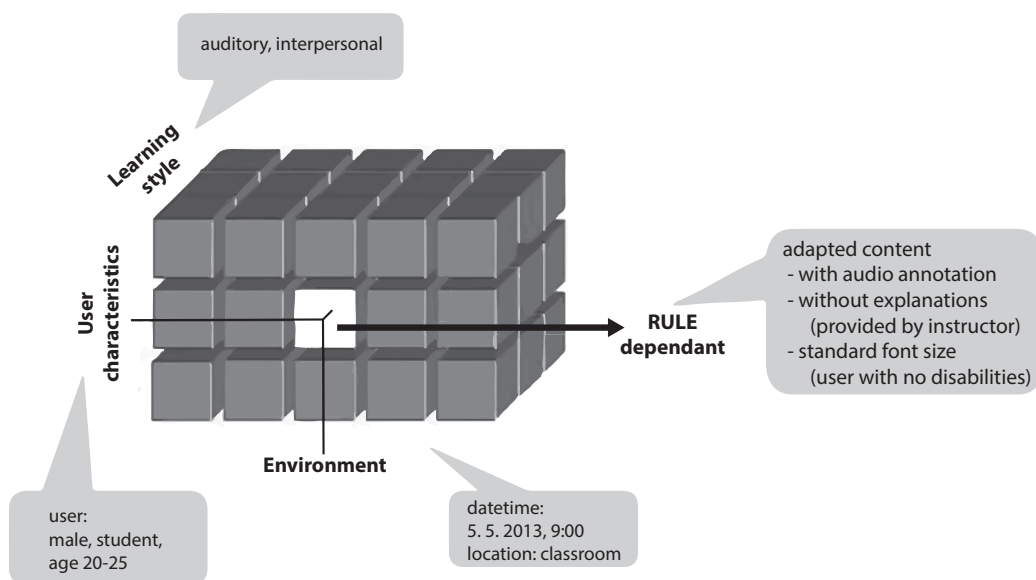 auditory, interpersonal
Learning
style
User
characteristics
adapted content
- with audio annotation
- without explanations
(provided by instructor)
- standard font size
(user with no disabilities)
RULE
dependant
Environment
user:
male, student,
age 20-25
datetime:
5. 5. 2013, 9:00
location: classroom